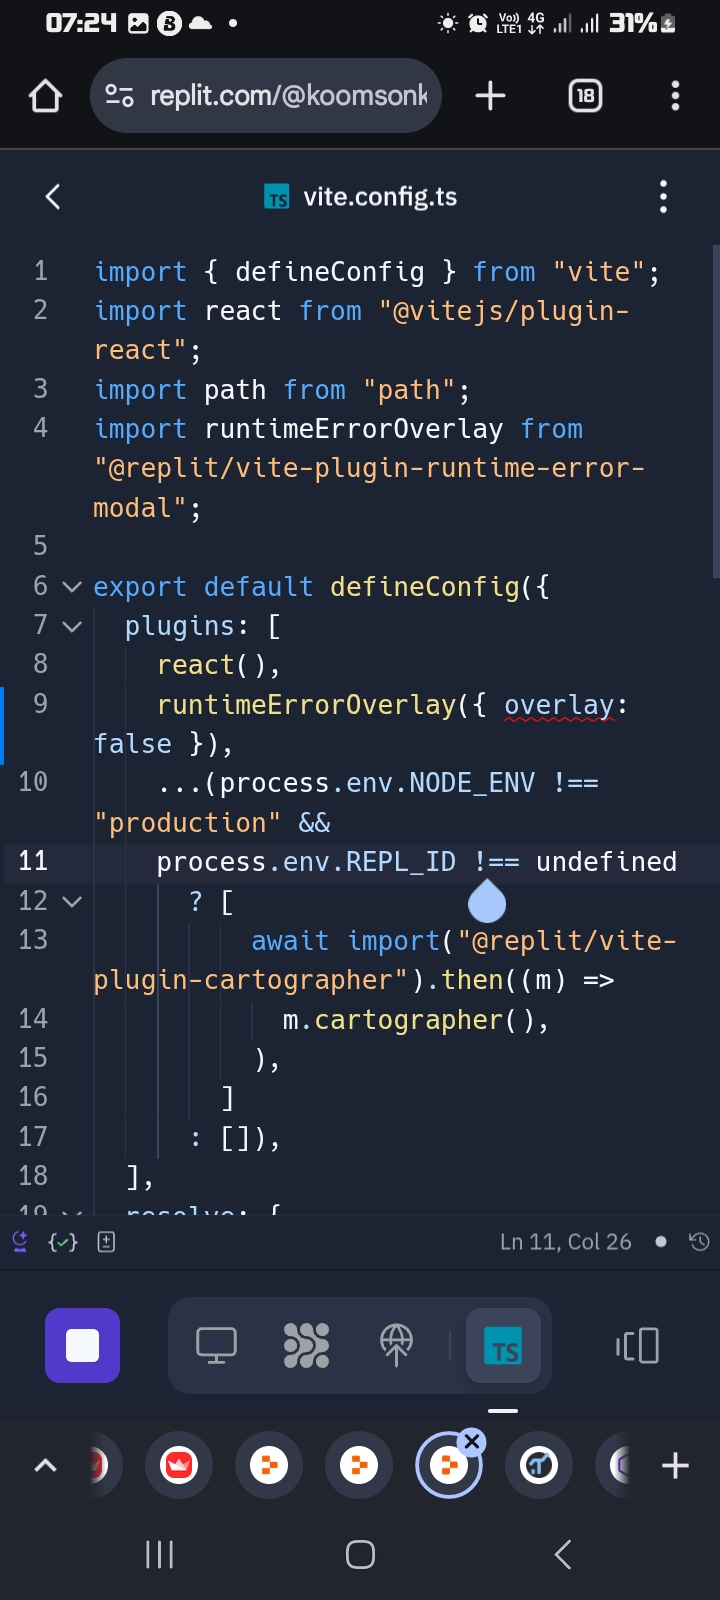 07:24
Vo)) 4G
LTE1
31%
replit.com/@koomsonk
18
TS vite.config.ts
1 import { defineConfig } from "vite";
2 import react from "@vitejs/plugin-
react";
3 import path from "path";
4 import runtimeErrorOverlay from
"@replit/vite-plugin-runtime-error-
modal";
5
6 export default defineConfig({
7 plugins: [
8 react(),
9 runtimeErrorOverlay({ overlay:
false }),
10 ...(process.env.NODE_ENV !==
"production" &&
11 process.env.REPL_ID !== undefined
12 ? [
13 await import("@replit/vite-
plugin-cartographer").then((m) =>
14 m.cartographer(),
15 ),
16 ]
17 : []),
18 ],
19 resolve: {
Ln 11, Col 26
TS